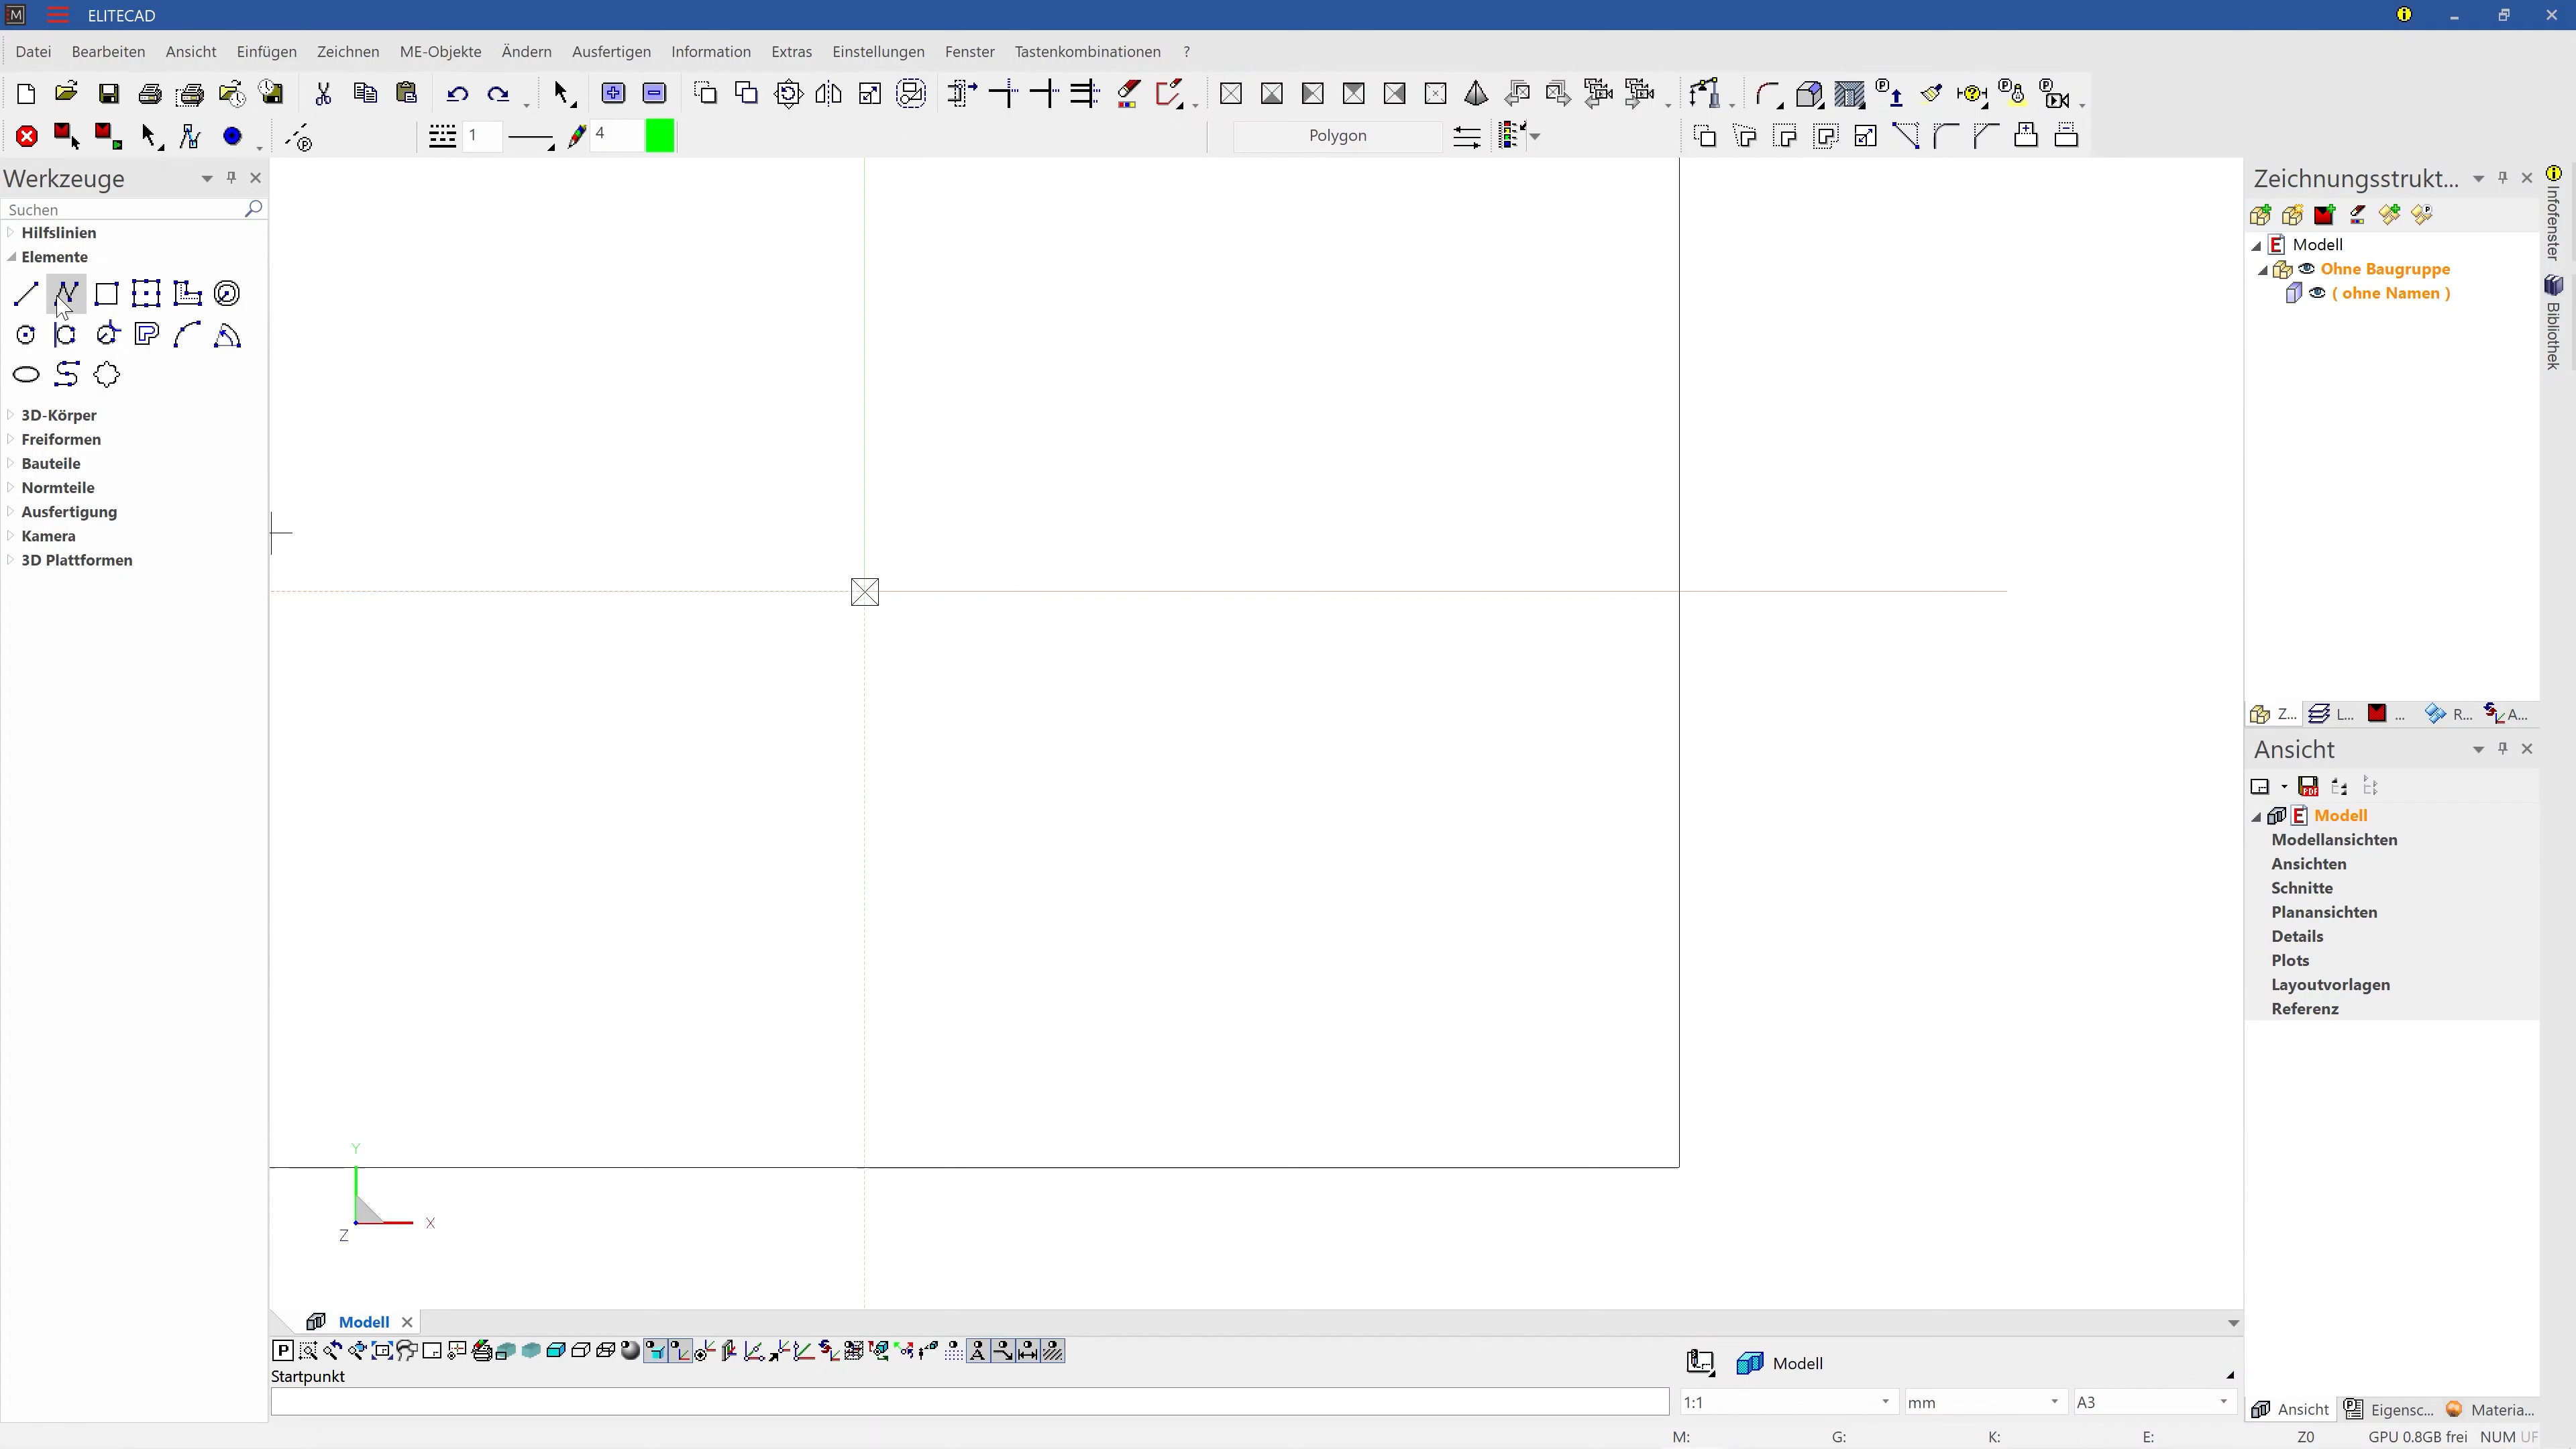 ELITECAD
Datei Bearbeiten Ansicht Einfügen Zeichnen ME-Objekte Ändern Ausfertigen Information Extras Einstellungen Fenster Tastenkombinationen ?
1 4 Polygon
Werkzeuge
Suchen
Hilfslinien
Elemente
3D-Körper
Freiformen
Bauteile
Normteile
Ausfertigung
Kamera
3D Plattformen
Y
X
Z
Modell
Startpunkt
Modell
1:1 mm A3
M: G: K: E: Z0 GPU 0.8GB frei NUM UF
Zeichnungsstrukt...
Modell
Ohne Baugruppe
( ohne Namen )
Z... L... ... R... A...
Ansicht
Modell
Modellansichten
Ansichten
Schnitte
Planansichten
Details
Plots
Layoutvorlagen
Referenz
Ansicht Eigensc... Materia...
Infofenster
Bibliothek